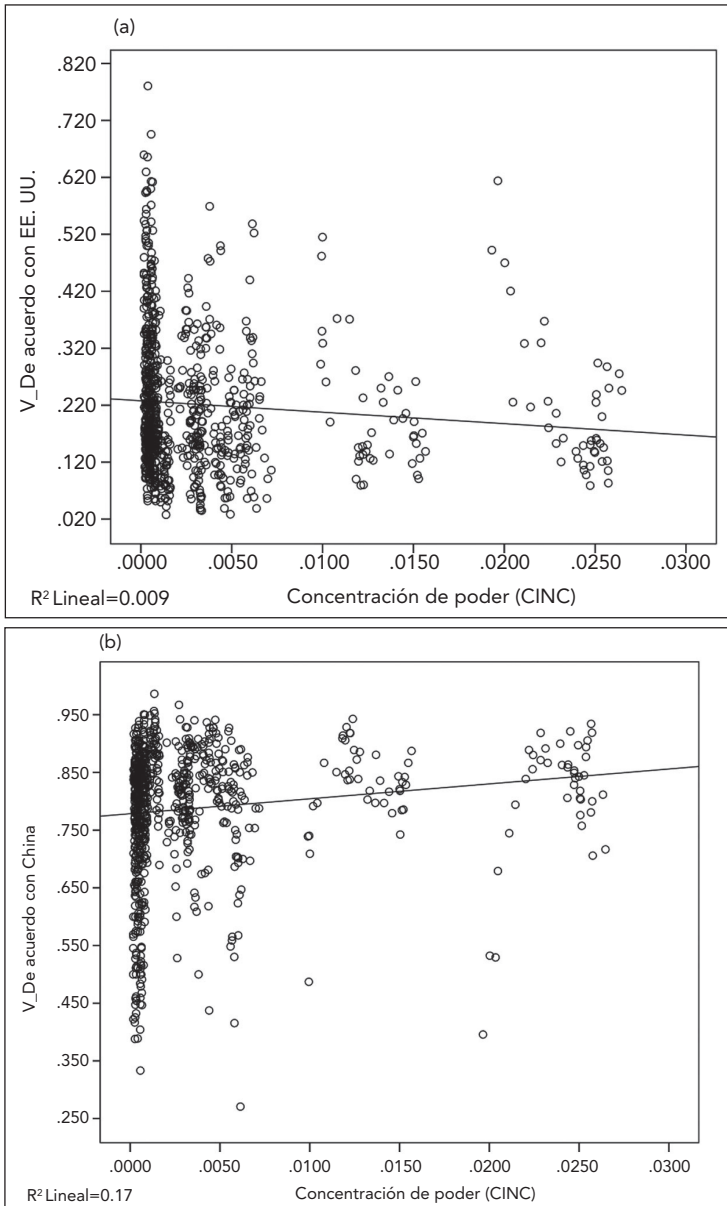 (a)
V_De acuerdo con EE. UU.
.820
.720
.620
.520
.420
.320
.220
.120
.020
.0000 .0050 .0100 .0150 .0200 .0250 .0300
R² Lineal=0.009
Concentración de poder (CINC)
(b)
V_De acuerdo con China
.950
.850
.750
.650
.550
.450
.350
.250
.0000 .0050 .0100 .0150 .0200 .0250 .0300
R² Lineal=0.17
Concentración de poder (CINC)